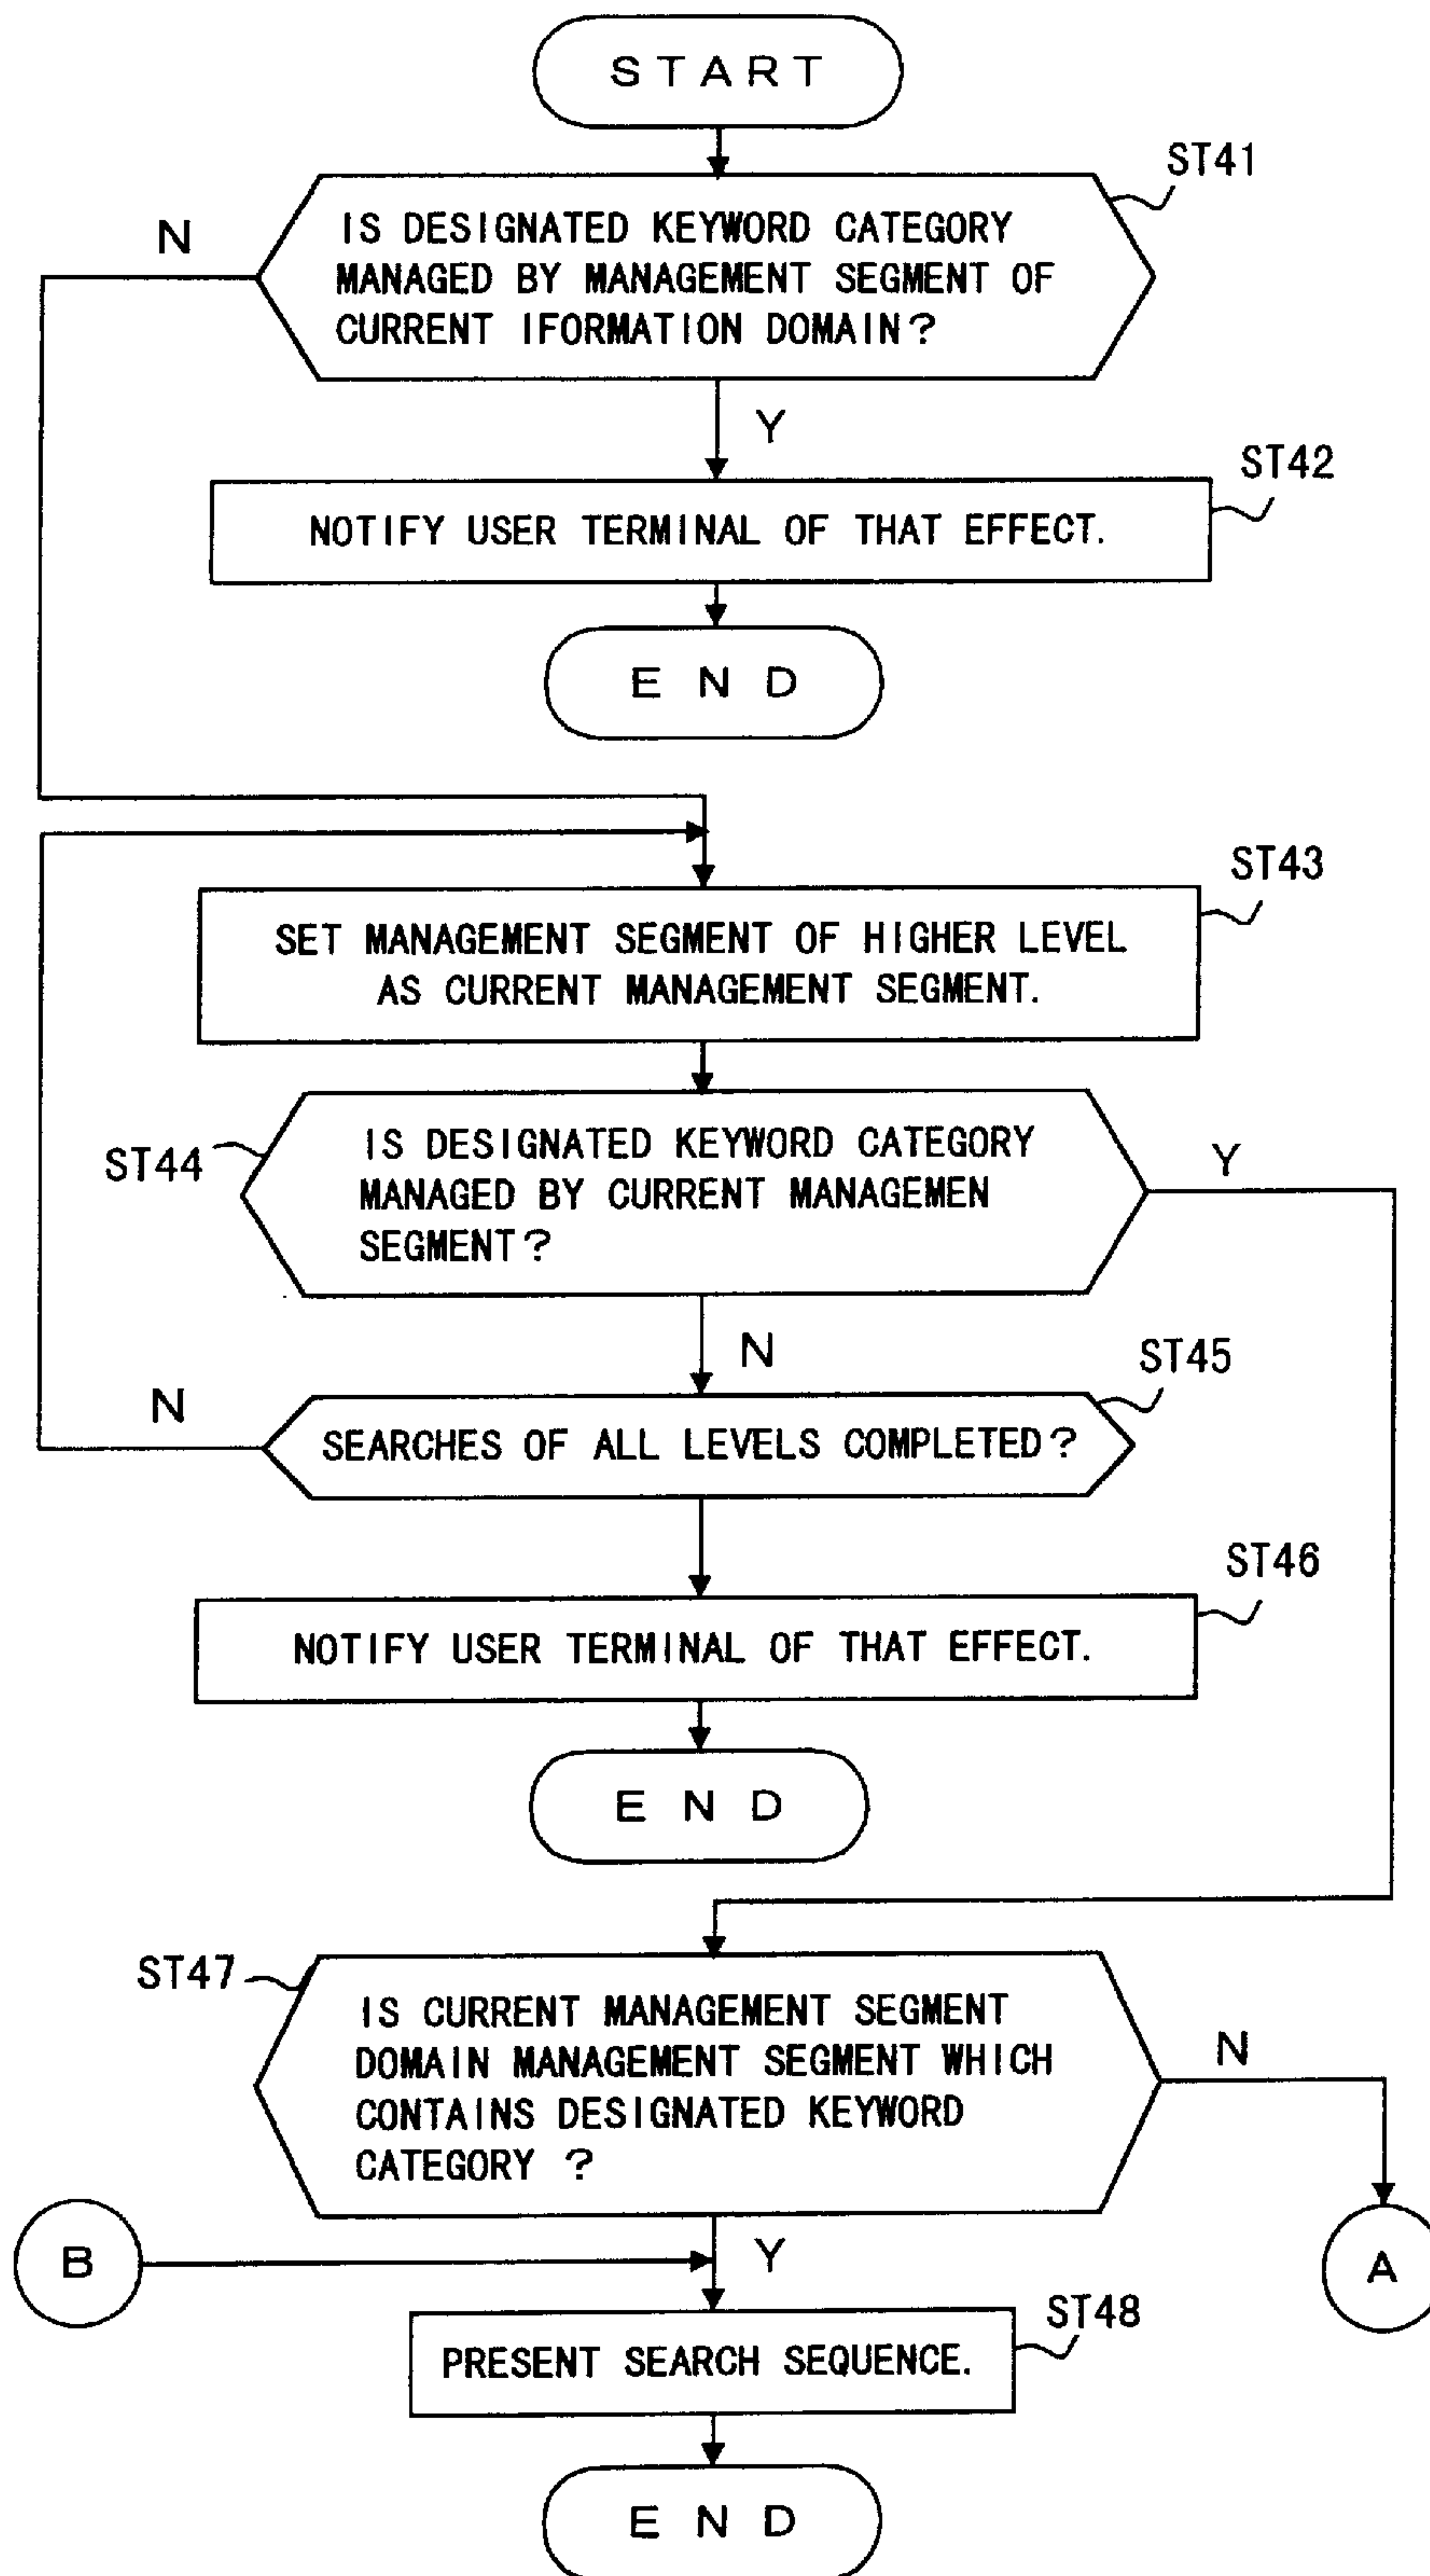 START
ST41
N
IS DESIGNATED KEYWORD CATEGORY
MANAGED BY MANAGEMENT SEGMENT OF
CURRENT IFORMATION DOMAIN?
Y
ST42
NOTIFY USER TERMINAL OF THAT EFFECT.
END
ST43
SET MANAGEMENT SEGMENT OF HIGHER LEVEL
AS CURRENT MANAGEMENT SEGMENT.
ST44
IS DESIGNATED KEYWORD CATEGORY
MANAGED BY CURRENT MANAGEMEN
SEGMENT?
Y
N
ST45
N
SEARCHES OF ALL LEVELS COMPLETED?
ST46
NOTIFY USER TERMINAL OF THAT EFFECT.
END
ST47
IS CURRENT MANAGEMENT SEGMENT
DOMAIN MANAGEMENT SEGMENT WHICH
CONTAINS DESIGNATED KEYWORD
CATEGORY ?
N
B
Y
A
ST48
PRESENT SEARCH SEQUENCE.
END